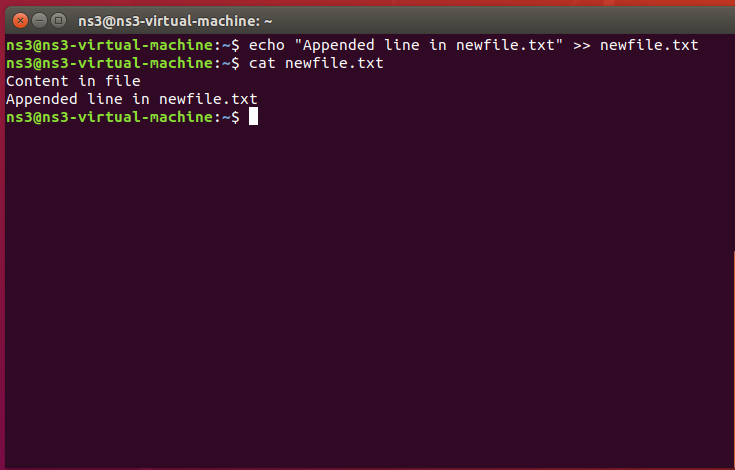 ns3@ns3-virtual-machine: ~
ns3@ns3-virtual-machine:~$ echo "Appended line in newfile.txt" >> newfile.txt
ns3@ns3-virtual-machine:~$ cat newfile.txt
Content in file
Appended line in newfile.txt
ns3@ns3-virtual-machine:~$